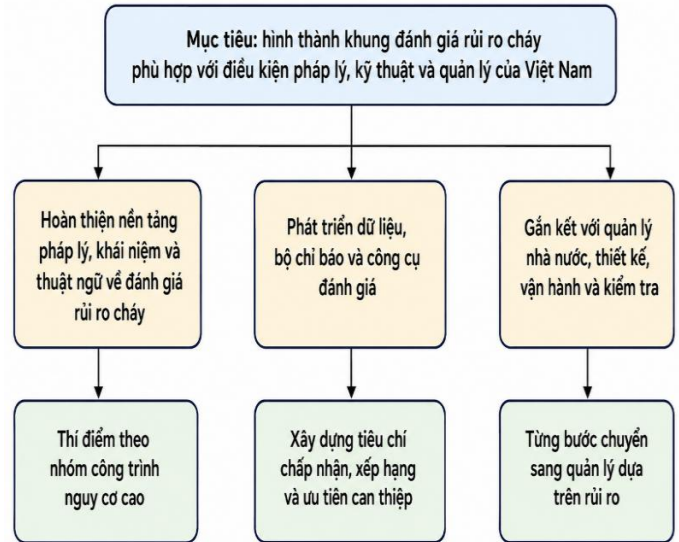 Mục tiêu: hình thành khung đánh giá rủi ro cháy
phù hợp với điều kiện pháp lý, kỹ thuật và quản lý của Việt Nam
Hoàn thiện nền tảng
pháp lý, khái niệm và
thuật ngữ về đánh giá
rủi ro cháy
Phát triển dữ liệu,
bộ chỉ báo và công cụ
đánh giá
Gắn kết với quản lý
nhà nước, thiết kế,
vận hành và kiểm tra
Thí điểm theo
nhóm công trình
nguy cơ cao
Xây dựng tiêu chí
chấp nhận, xếp hạng
và ưu tiên can thiệp
Từng bước chuyển
sang quản lý dựa
trên rủi ro